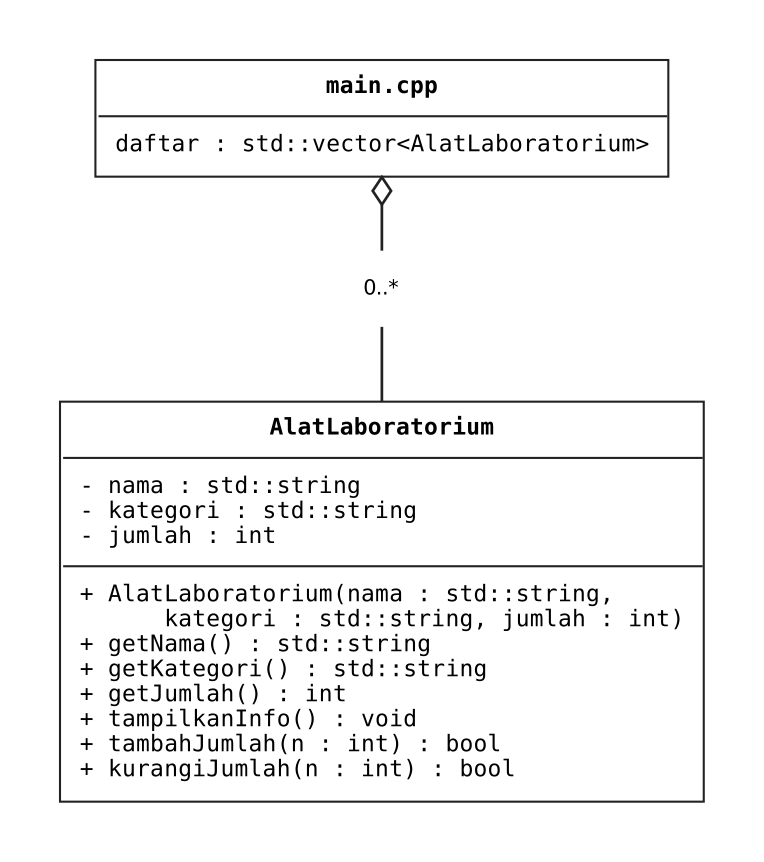 main.cpp
daftar : std::vector<AlatLaboratorium>
0..*
AlatLaboratorium
- nama : std::string
- kategori : std::string
- jumlah : int
+ AlatLaboratorium(nama : std::string,
kategori : std::string, jumlah : int)
+ getNama() : std::string
+ getKategori() : std::string
+ getJumlah() : int
+ tampilkanInfo() : void
+ tambahJumlah(n : int) : bool
+ kurangiJumlah(n : int) : bool